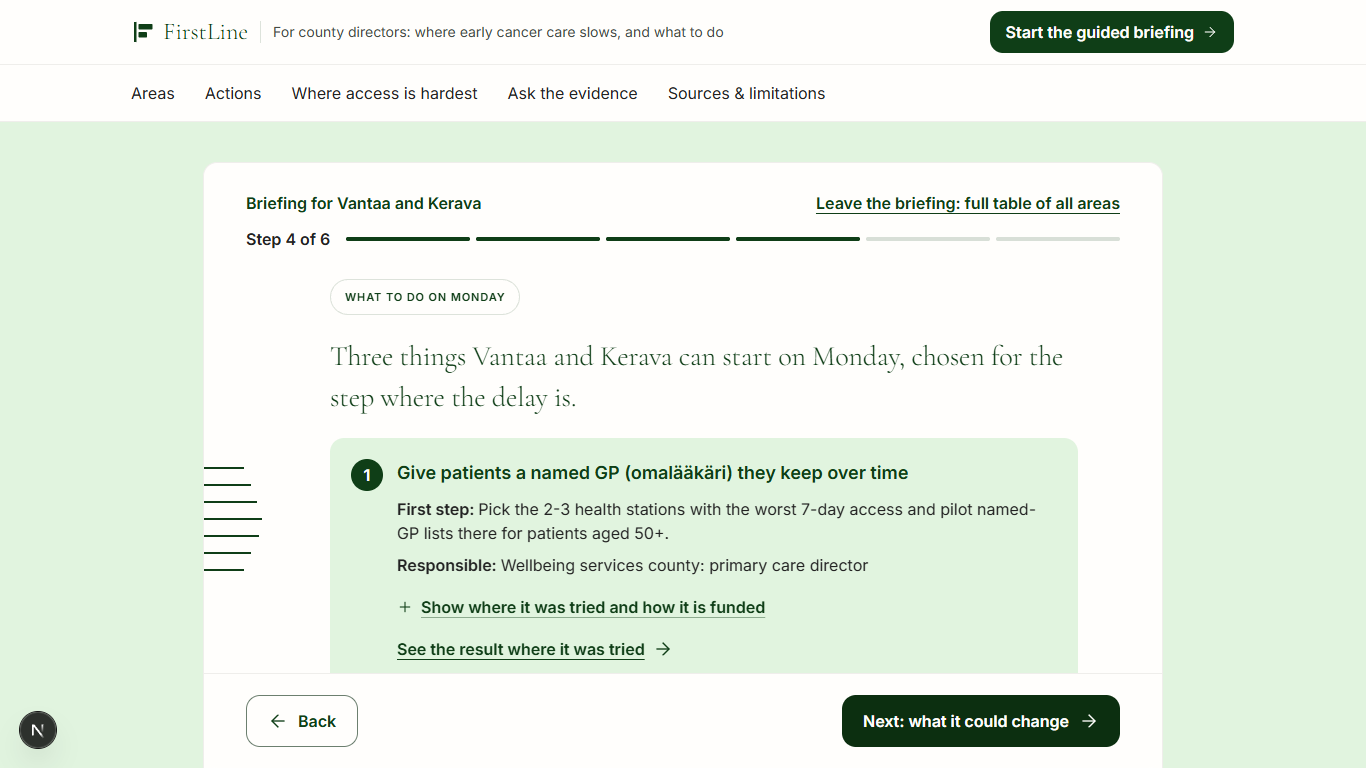 FirstLine
For county directors: where early cancer care slows, and what to do
Start the guided briefing
Areas
Actions
Where access is hardest
Ask the evidence
Sources & limitations
Briefing for Vantaa and Kerava
Leave the briefing: full table of all areas
Step 4 of 6
WHAT TO DO ON MONDAY
Three things Vantaa and Kerava can start on Monday, chosen for the
step where the delay is.
1
Give patients a named GP (omalääkäri) they keep over time
First step: Pick the 2-3 health stations with the worst 7-day access and pilot named-
GP lists there for patients aged 50+.
Responsible: Wellbeing services county: primary care director
+ Show where it was tried and how it is funded
See the result where it was tried →
N
← Back
Next: what it could change →